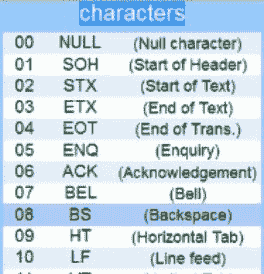 characters
00 NULL (Null character)
01 SOH (Start of Header)
02 STX (Start of Text)
03 ETX (End of Text)
04 EOT (End of Trans.)
05 ENQ (Enquiry)
06 ACK (Acknowledgement)
07 BEL (Bell)
08 BS (Backspace)
09 HT (Horizontal Tab)
10 LF (Line feed)